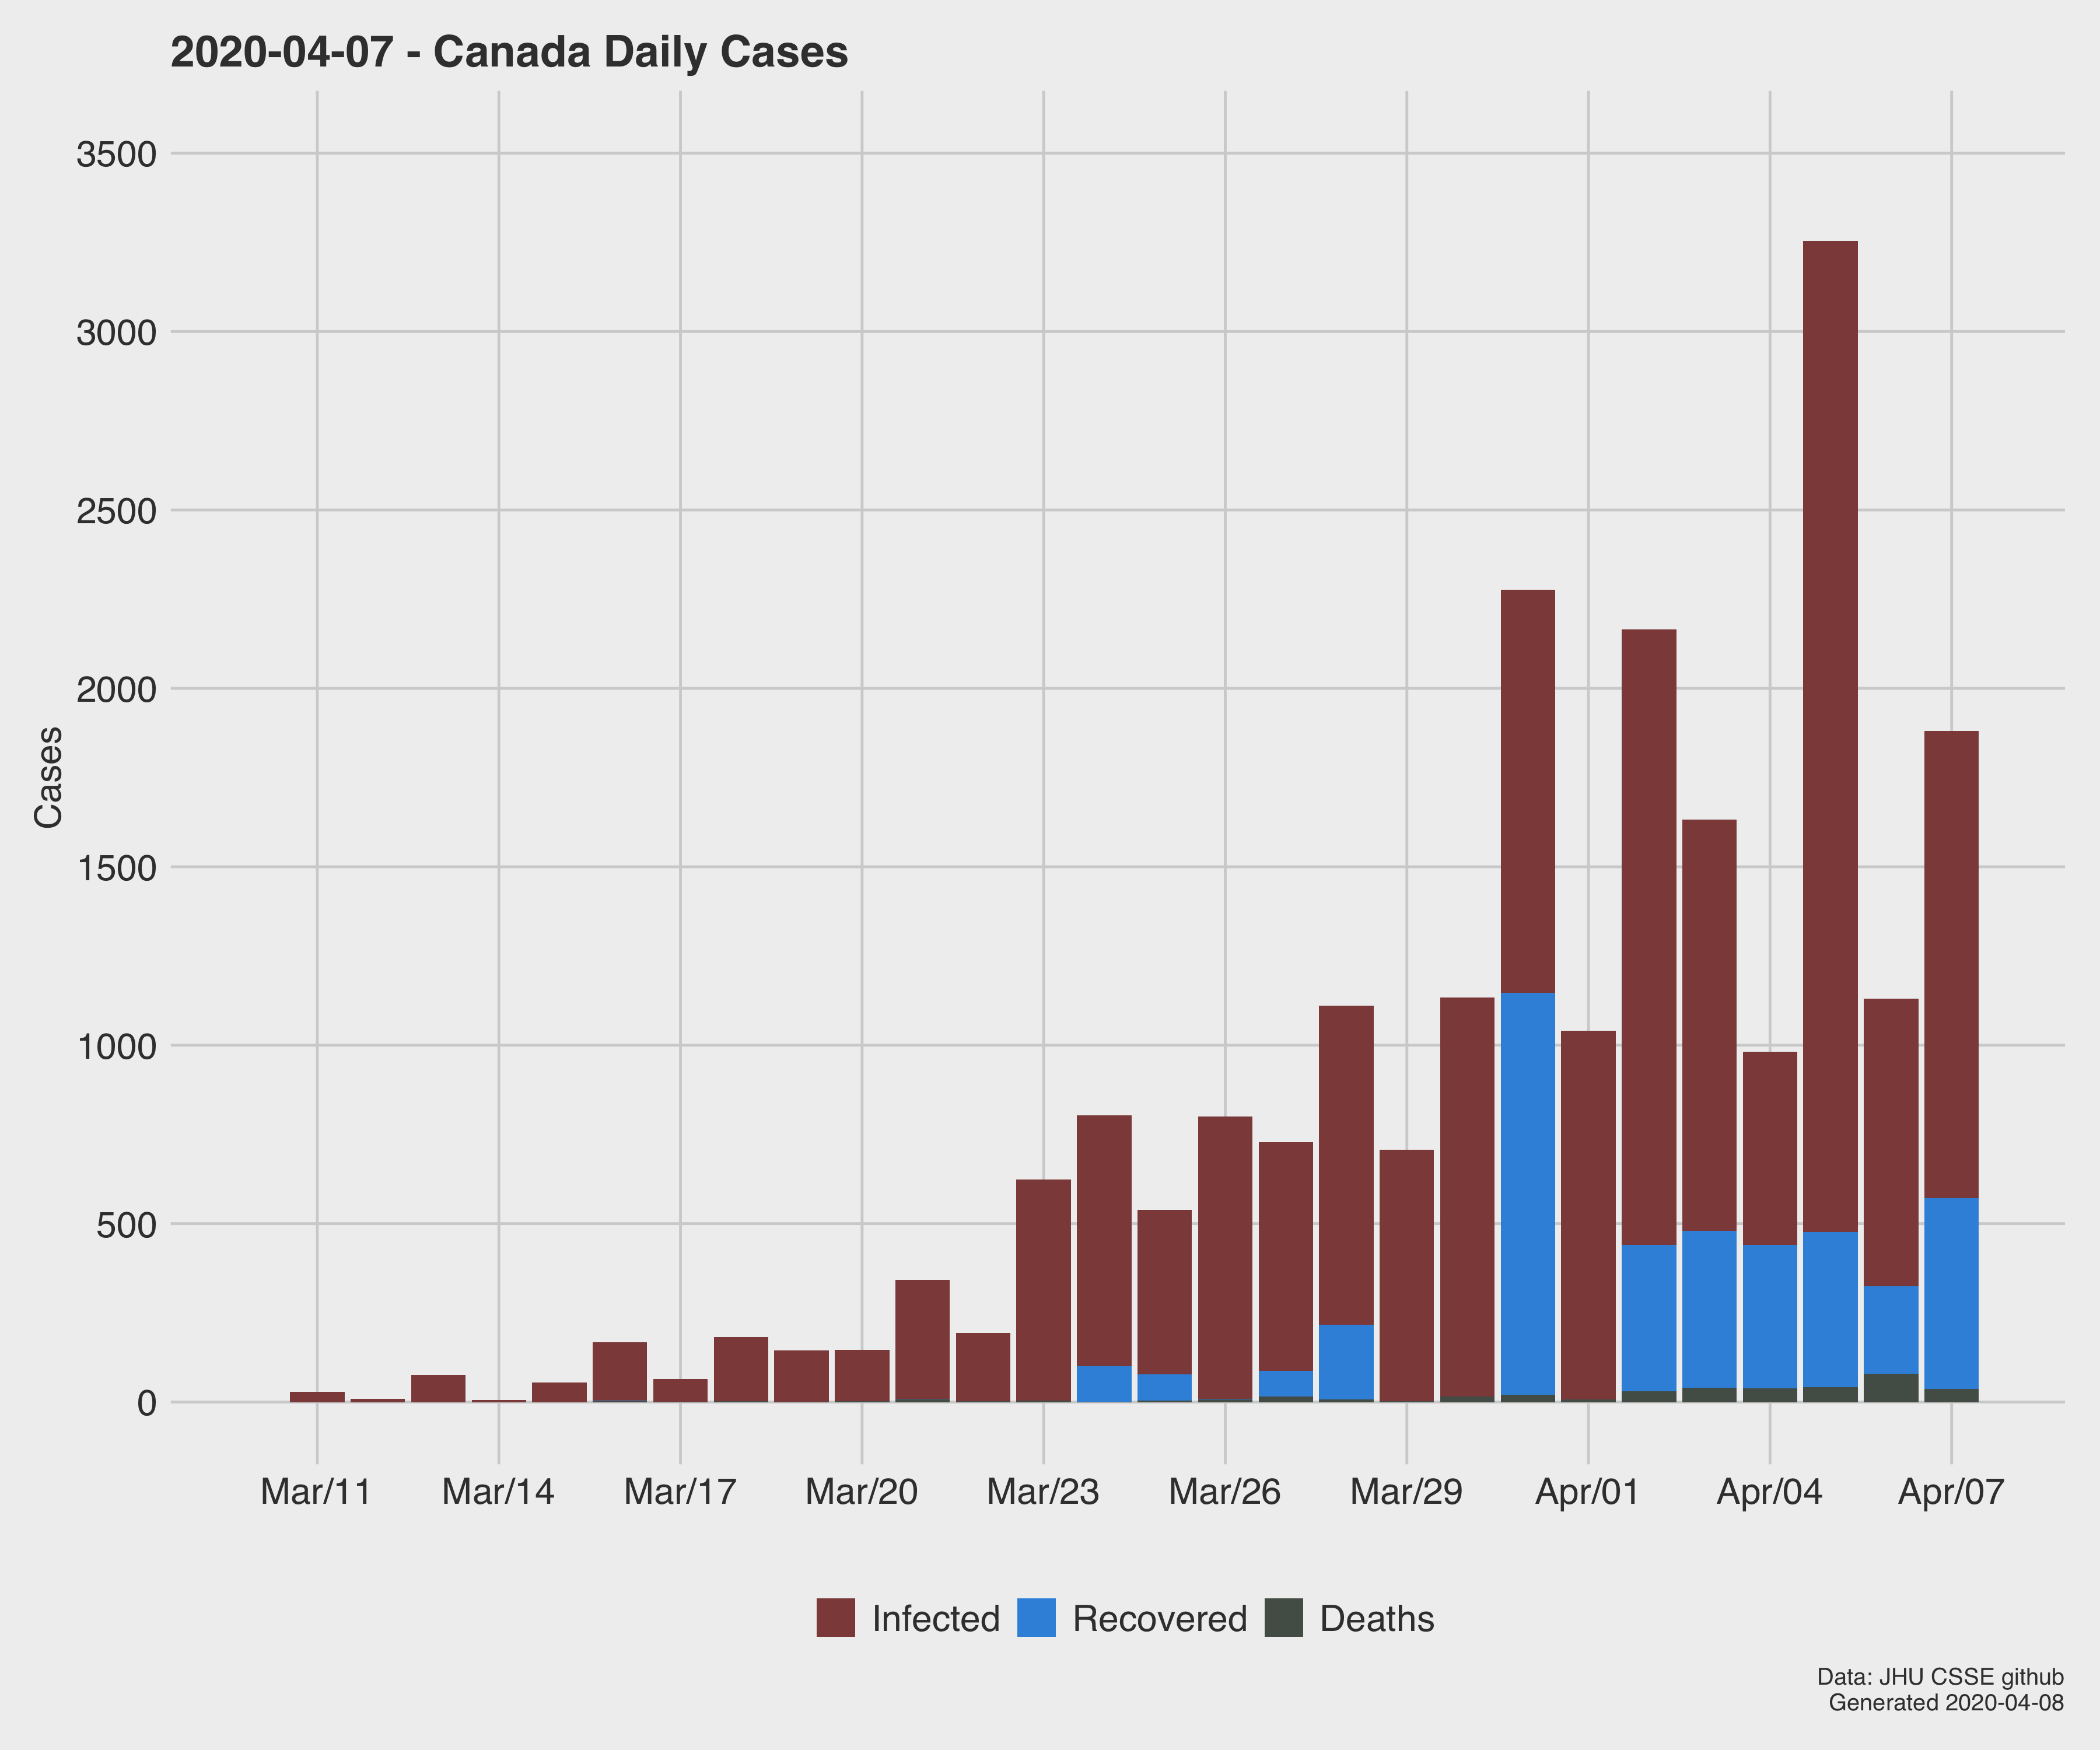 2020-04-07 - Canada Daily Cases
3500
3000
2500
2000
1500
1000
500
0
Cases
Mar/11 Mar/14 Mar/17 Mar/20 Mar/23 Mar/26 Mar/29 Apr/01 Apr/04 Apr/07
Infected Recovered Deaths
Data: JHU CSSE github
Generated 2020-04-08